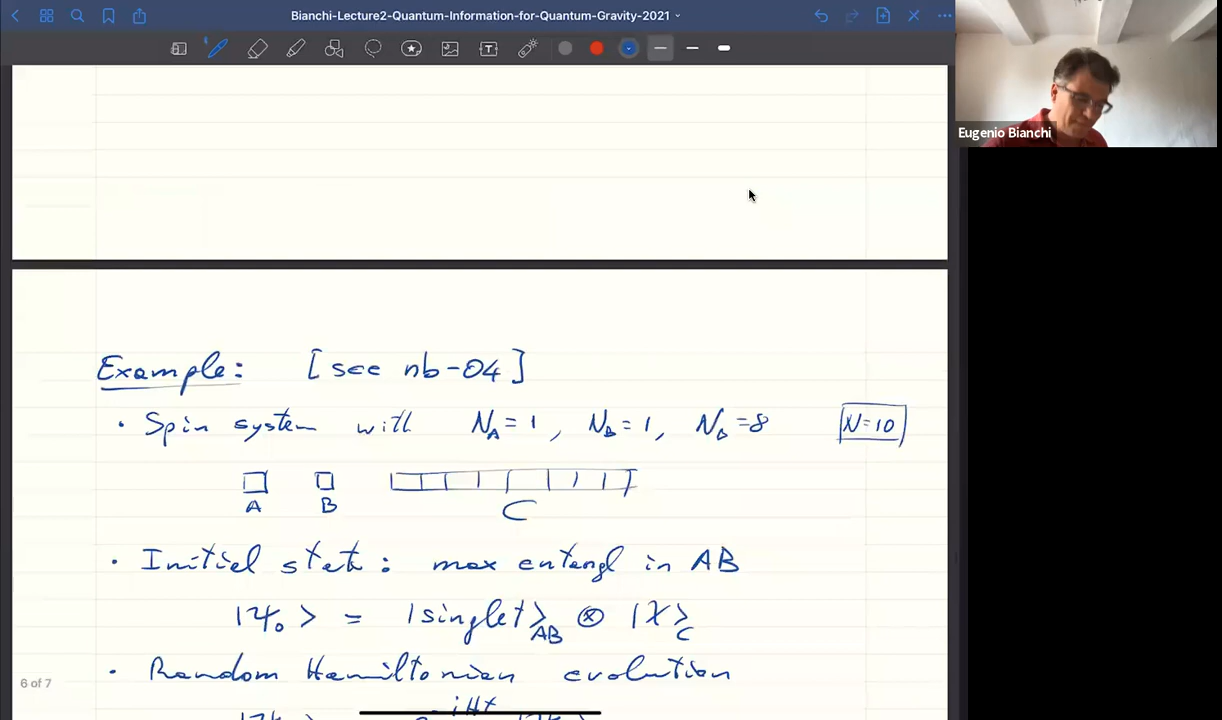 Bianchi-Lecture2-Quantum-Information-for-Quantum-Gravity-2021
Eugenio Bianchi
Example: [see nb-04]
• Spin system with N_A = 1, N_B = 1, N_C = 8 N=10
A B C
• Initial state: max entangl in AB
|ψ₀> = |singlet>_AB ⊗ |χ>_C
• Random Hamiltonian evolution
6 of 7